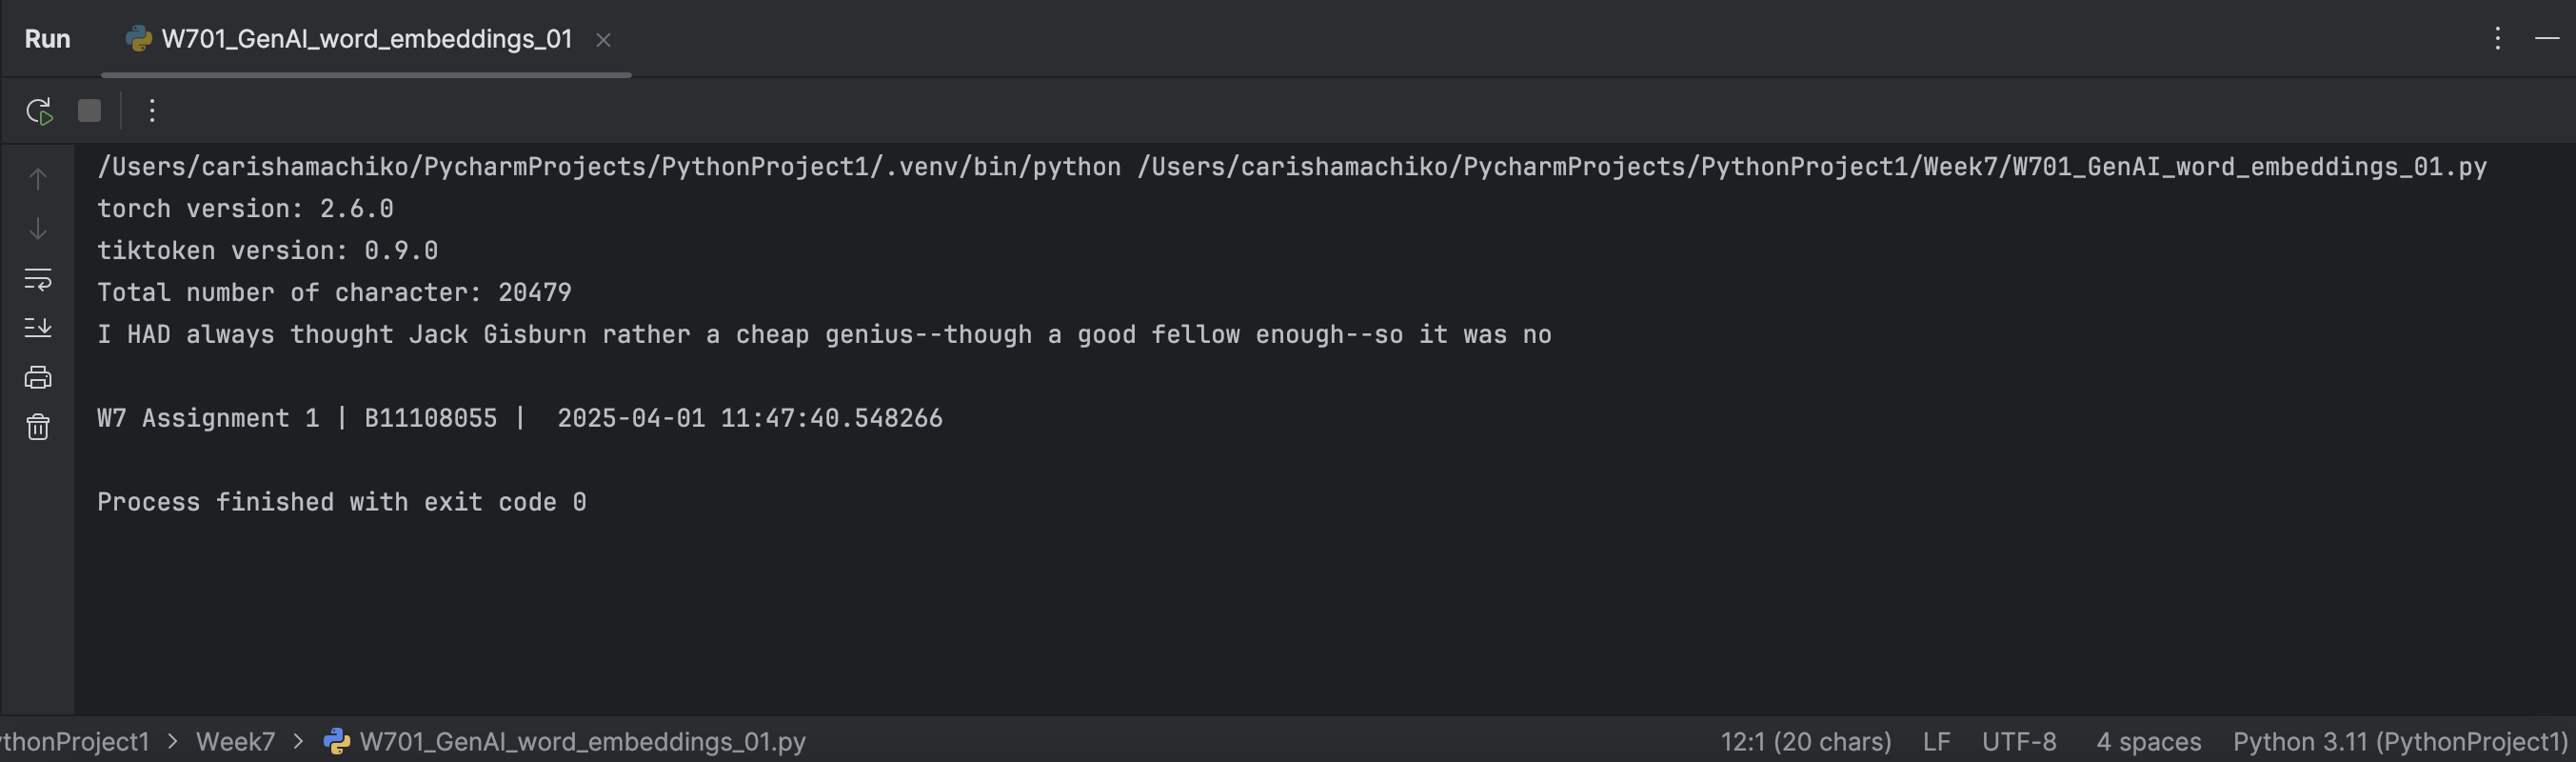 Run W701_GenAI_word_embeddings_01
/Users/carishamachiko/PycharmProjects/PythonProject1/.venv/bin/python /Users/carishamachiko/PycharmProjects/PythonProject1/Week7/W701_GenAI_word_embeddings_01.py
torch version: 2.6.0
tiktoken version: 0.9.0
Total number of character: 20479
I HAD always thought Jack Gisburn rather a cheap genius--though a good fellow enough--so it was no
W7 Assignment 1 | B11108055 |  2025-04-01 11:47:40.548266
Process finished with exit code 0
thonProject1 > Week7 > W701_GenAI_word_embeddings_01.py 12:1 (20 chars) LF UTF-8 4 spaces Python 3.11 (PythonProject1)